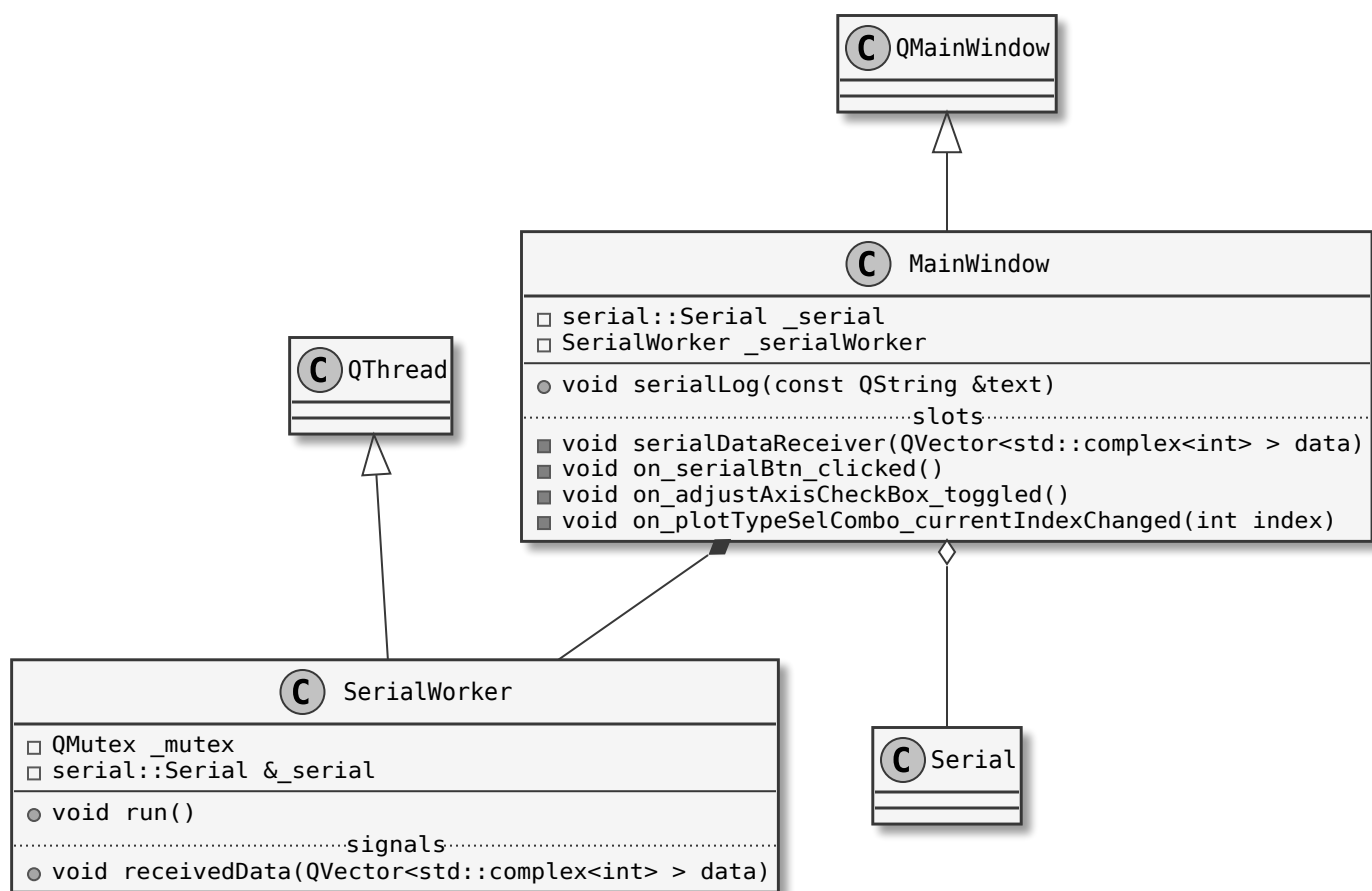 C QMainWindow
C MainWindow
serial::Serial _serial
SerialWorker _serialWorker
void serialLog(const QString &text)
slots
void serialDataReceiver(QVector<std::complex<int> > data)
void on_serialBtn_clicked()
void on_adjustAxisCheckBox_toggled()
void on_plotTypeSelCombo_currentIndexChanged(int index)
C QThread
C SerialWorker
QMutex _mutex
serial::Serial &_serial
void run()
signals
void receivedData(QVector<std::complex<int> > data)
C Serial